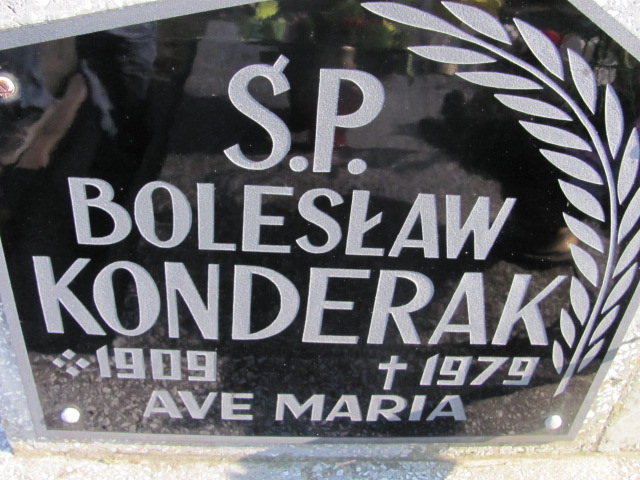 Ś.P.
BOLESŁAW
KONDERAK
1909 † 1979
AVE MARIA